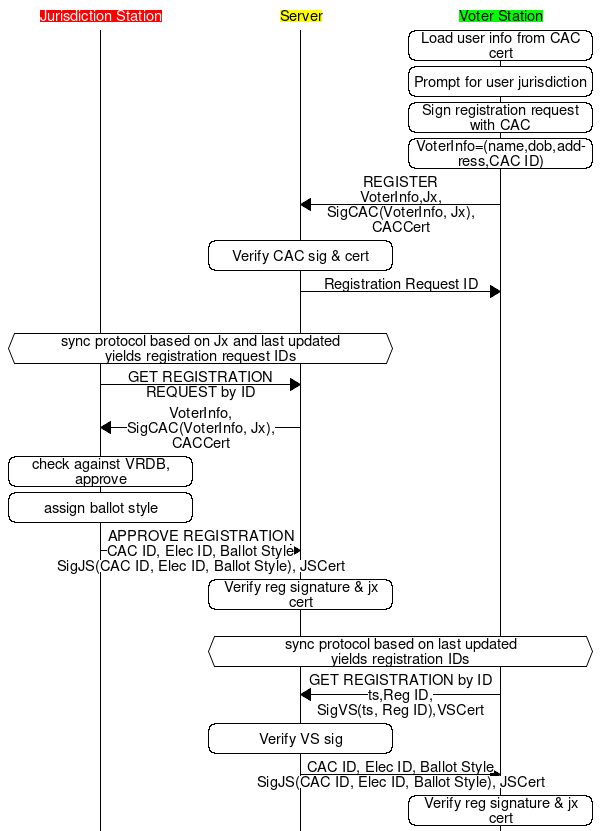 Jurisdiction Station
Server
Voter Station
Load user info from CAC
cert
Prompt for user jurisdiction
Sign registration request
with CAC
VoterInfo=(name,dob,add-
ress,CAC ID)
REGISTER
VoterInfo,Jx,
SigCAC(VoterInfo, Jx),
CACCert
Verify CAC sig & cert
Registration Request ID
sync protocol based on Jx and last updated
yields registration request IDs
GET REGISTRATION
REQUEST by ID
VoterInfo,
SigCAC(VoterInfo, Jx),
CACCert
check against VRDB,
approve
assign ballot style
APPROVE REGISTRATION
CAC ID, Elec ID, Ballot Style
SigJS(CAC ID, Elec ID, Ballot Style), JSCert
Verify reg signature & jx
cert
sync protocol based on last updated
yields registration IDs
GET REGISTRATION by ID
ts,Reg ID,
SigVS(ts, Reg ID),VSCert
Verify VS sig
CAC ID, Elec ID, Ballot Style,
SigJS(CAC ID, Elec ID, Ballot Style), JSCert
Verify reg signature & jx
cert